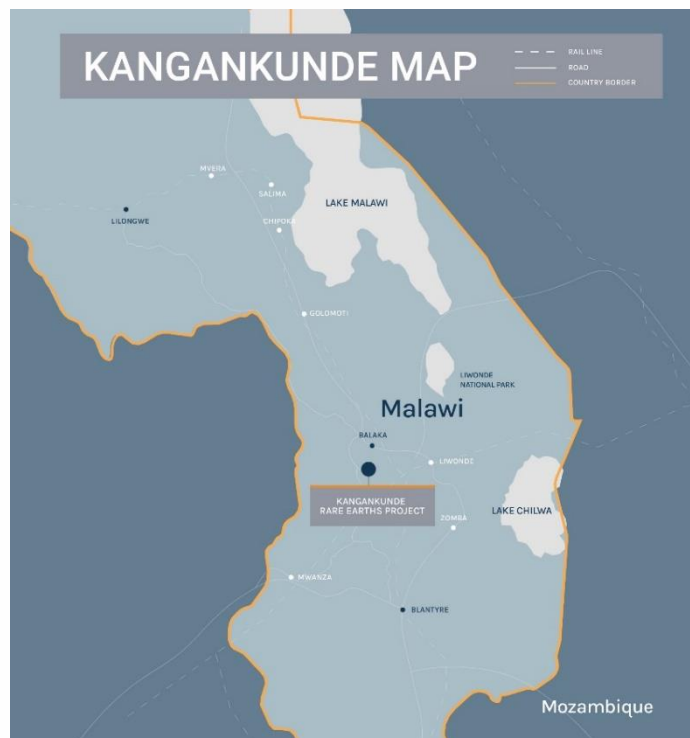 KANGANKUNDE MAP
RAIL LINE
ROAD
COUNTRY BORDER
MVERA
SALIMA
LAKE MALAWI
LILONGWE
CHIPOKA
GOLOMOTI
LIWONDE
NATIONAL PARK
Malawi
BALAKA
LIWONDE
KANGANKUNDE
RARE EARTHS PROJECT
LAKE CHILWA
ZOMBA
MWANZA
BLANTYRE
Mozambique